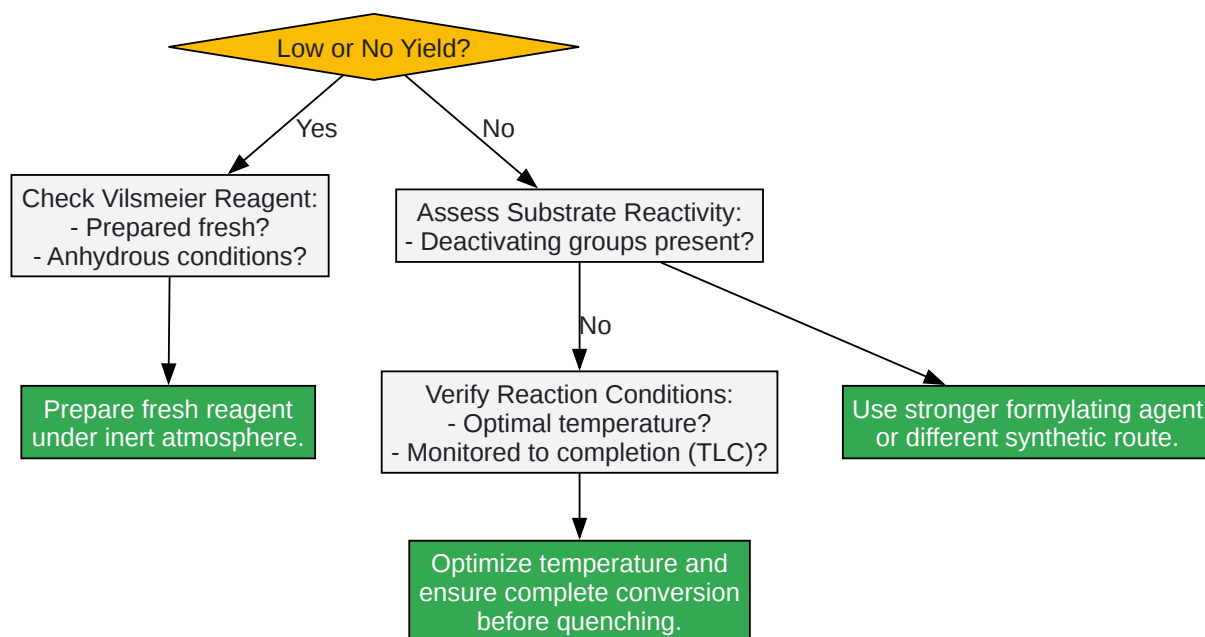 Low or No Yield?
Yes
No
Check Vilsmeier Reagent:
- Prepared fresh?
- Anhydrous conditions?
Assess Substrate Reactivity:
- Deactivating groups present?
No
Prepare fresh reagent
under inert atmosphere.
Verify Reaction Conditions:
- Optimal temperature?
- Monitored to completion (TLC)?
Use stronger formylating agent
or different synthetic route.
Optimize temperature and
ensure complete conversion
before quenching.